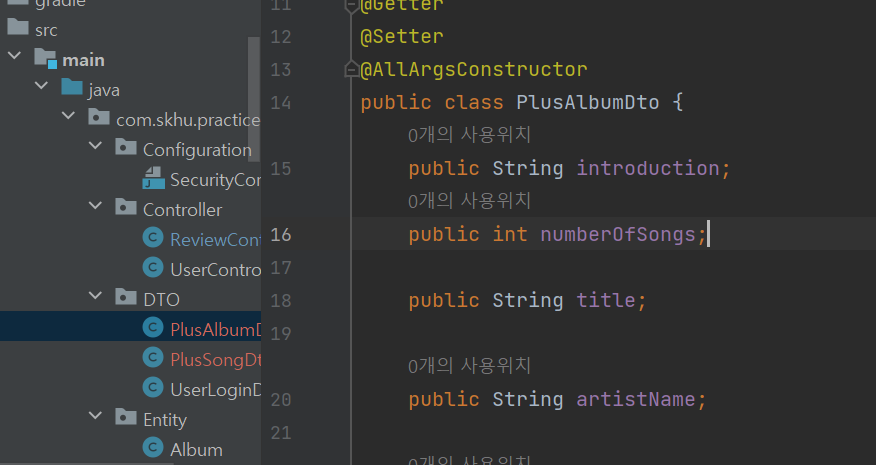 gradle
src
main
java
com.skhu.practice
Configuration
SecurityCor
Controller
ReviewCont
UserContro
DTO
PlusAlbumD
PlusSongDt
UserLoginD
Entity
Album
11 @Getter
12 @Setter
13 @AllArgsConstructor
14 public class PlusAlbumDto {
0개의 사용위치
15 public String introduction;
0개의 사용위치
16 public int numberOfSongs;
17
18 public String title;
19
0개의 사용위치
20 public String artistName;
21
0개의 사용위치